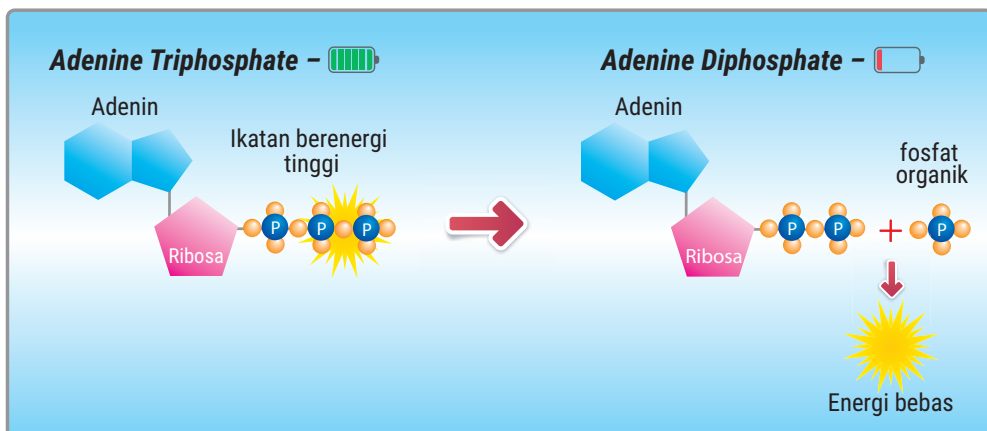 Adenine Triphosphate –
Adenin
Ikatan berenergi
tinggi
Ribosa
P
P
P
Adenine Diphosphate –
Adenin
fosfat
organik
Ribosa
P
P
+
P
Energi bebas